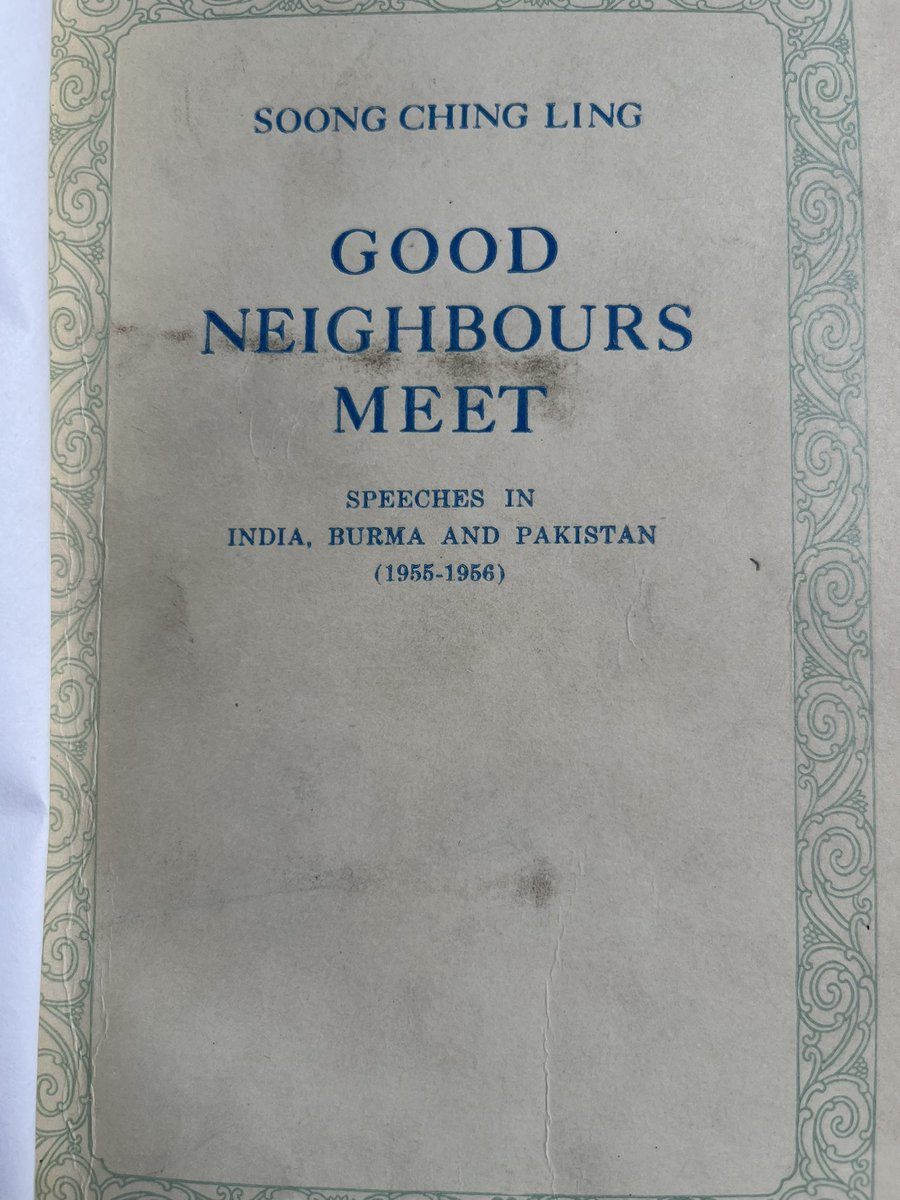 SOONG CHING LING
GOOD
NEIGHBOURS
MEET
SPEECHES IN
INDIA, BURMA AND PAKISTAN
(1955-1956)